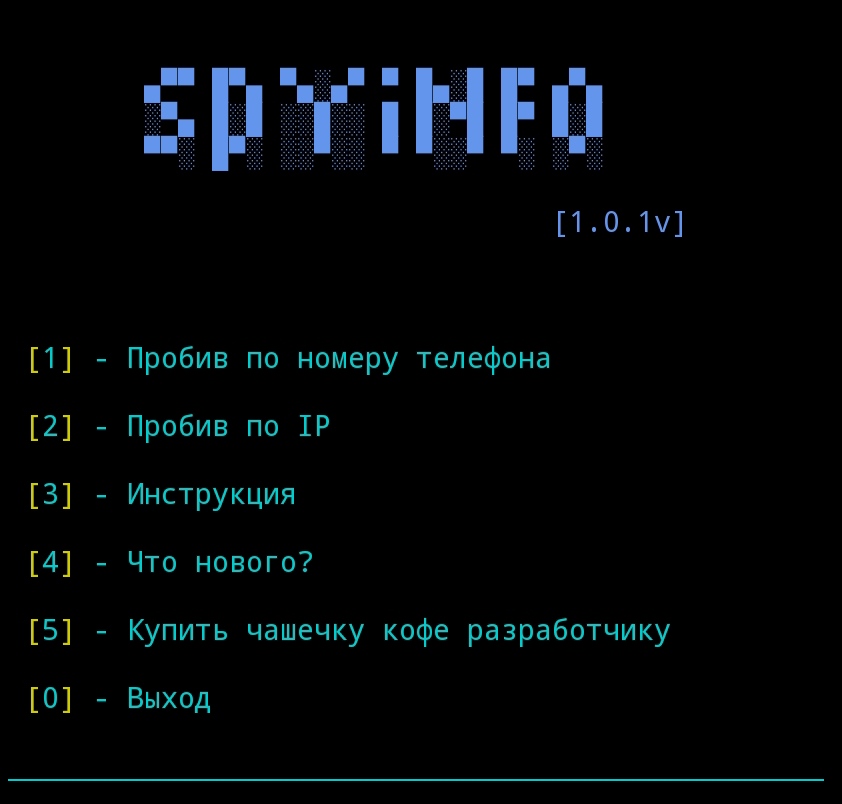 SPYiNFO
[1.0.1v]
[1] - Пробив по номеру телефона
[2] - Пробив по IP
[3] - Инструкция
[4] - Что нового?
[5] - Купить чашечку кофе разработчику
[0] - Выход